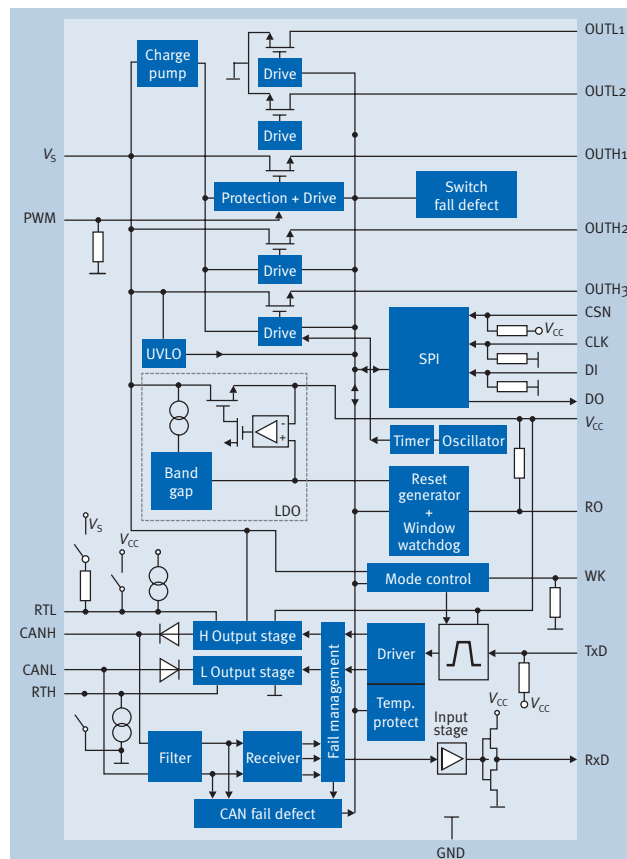 OUTL1
Charge
pump
Drive
OUTL2
Drive
VS
OUTH1
Protection + Drive
Switch
fall defect
PWM
OUTH2
Drive
OUTH3
CSN
VCC
Drive
UVLO
SPI
CLK
DI
DO
VCC
-
+
Timer
Oscillator
Band
gap
LDO
Reset
generator
+
Window
watchdog
RO
VS
VCC
Mode control
WK
RTL
CANH
H Output stage
Driver
TxD
CANL
L Output stage
RTH
Fail management
Temp.
protect
VCC
Input
stage
VCC
Filter
Receiver
RxD
CAN fail defect
GND